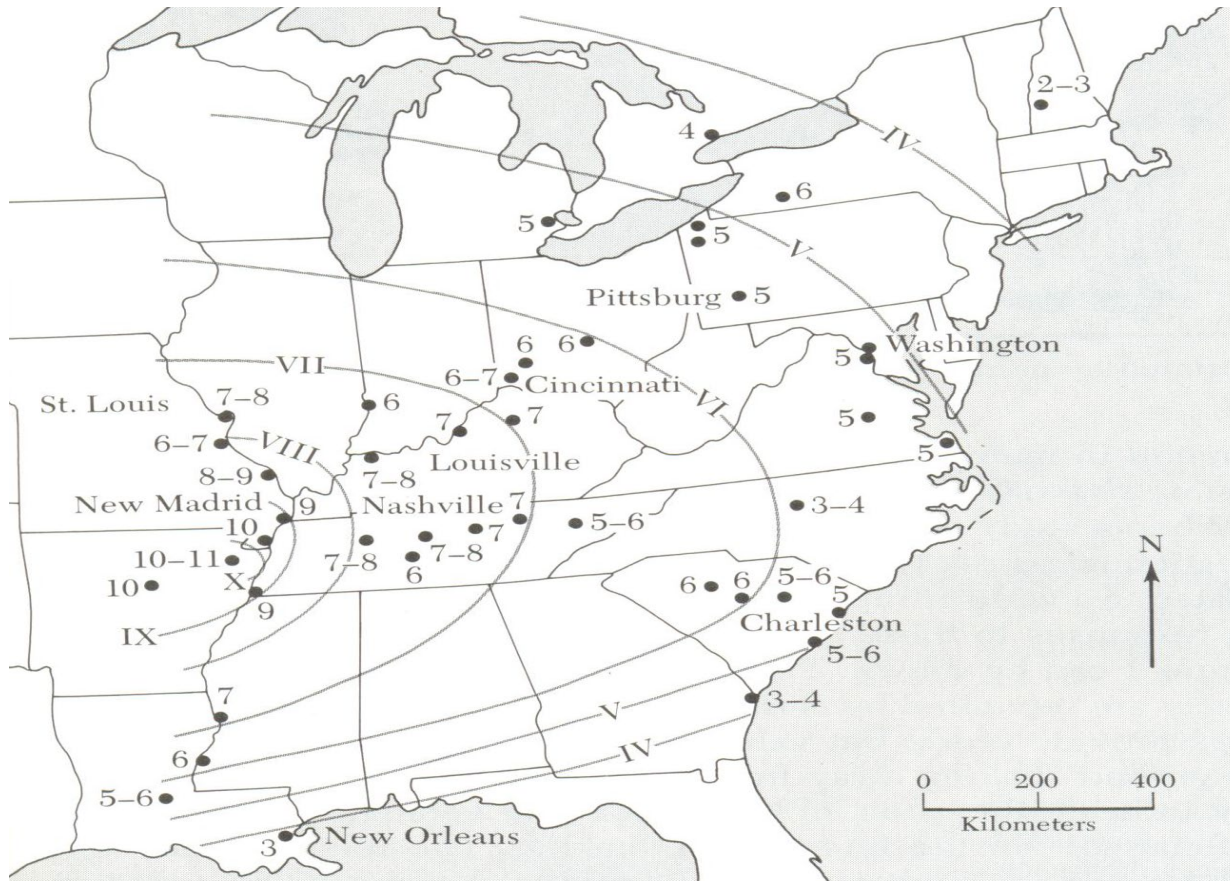 2–3
IV
4
6
5
5
V
Pittsburg
5
6
6
Washington
5
VII
6–7
Cincinnati
VI
7–8
6
St. Louis
7
7
5
6–7
VIII
Louisville
5
7–8
8–9
New Madrid
9
Nashville
7
3–4
10
7
5–6
7–8
7–8
6
N
10–11
X
10
6
6
5–6
5
9
Charleston
IX
5–6
3–4
7
V
IV
6
5–6
0
200
400
Kilometers
New Orleans
3